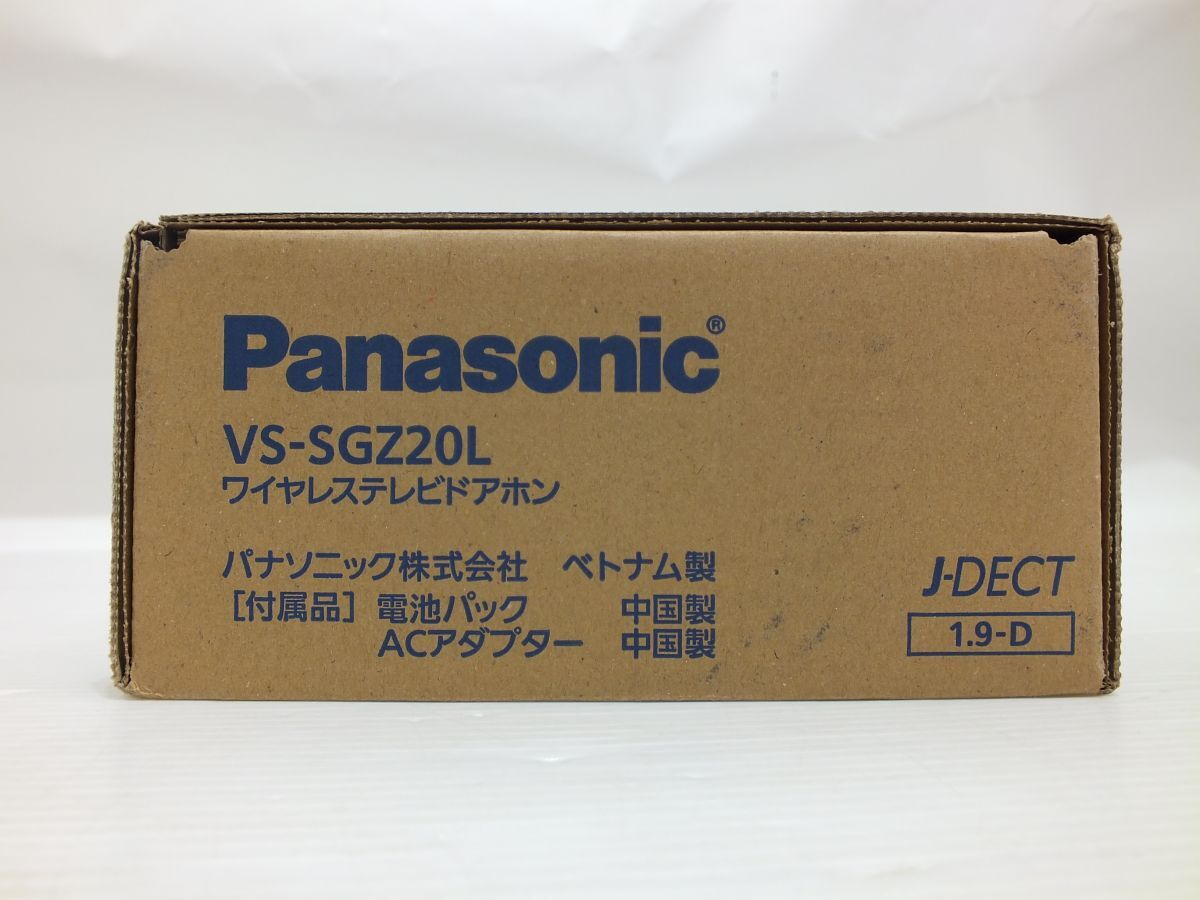 Panasonic®
VS-SGZ20L
ワイヤレステレビドアホン
パナソニック株式会社 ベトナム製
[付属品] 電池パック 中国製
ACアダプター 中国製
J-DECT
1.9-D